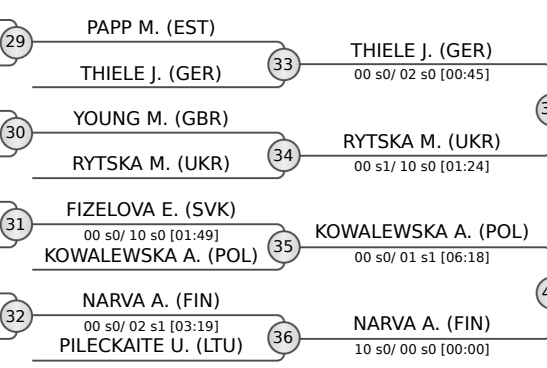 PAPP M. (EST)
29
THIELE J. (GER)
33
THIELE J. (GER)
00 s0/ 02 s0 [00:45]
YOUNG M. (GBR)
30
RYTSKA M. (UKR)
34
RYTSKA M. (UKR)
00 s1/ 10 s0 [01:24]
FIZELOVA E. (SVK)
31
00 s0/ 10 s0 [01:49]
KOWALEWSKA A. (POL)
35
KOWALEWSKA A. (POL)
00 s0/ 01 s1 [06:18]
NARVA A. (FIN)
32
00 s0/ 02 s1 [03:19]
PILECKAITE U. (LTU)
36
NARVA A. (FIN)
10 s0/ 00 s0 [00:00]